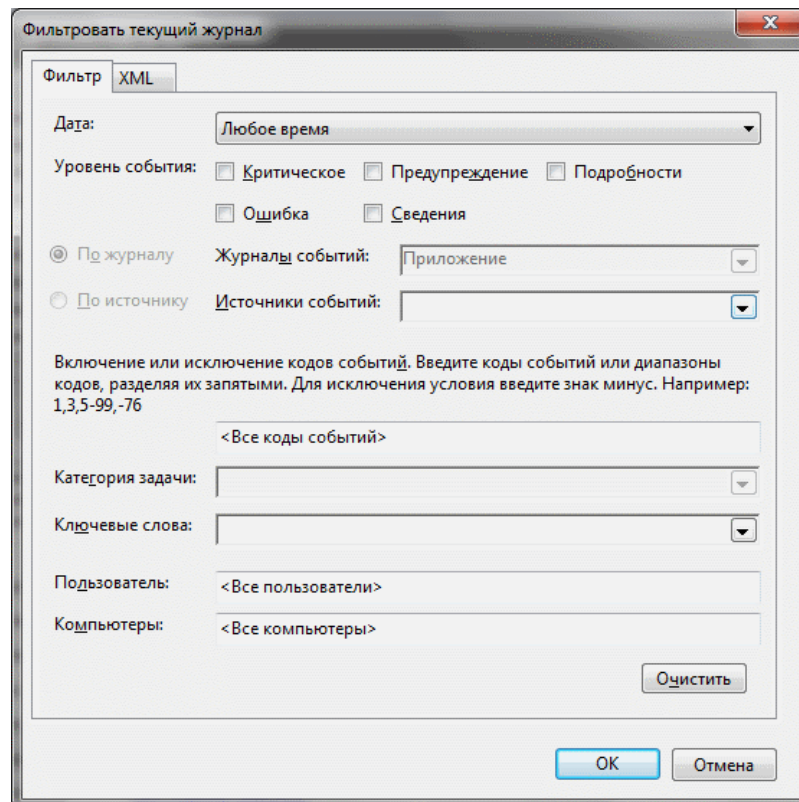 Фильтровать текущий журнал
Фильтр XML
Дата: Любое время
Уровень события: Критическое Предупреждение Подробности
Ошибка Сведения
По журналу Журналы событий: Приложение
По источнику Источники событий:
Включение или исключение кодов событий. Введите коды событий или диапазоны
кодов, разделяя их запятыми. Для исключения условия введите знак минус. Например:
1,3,5-99,-76
<Все коды событий>
Категория задачи:
Ключевые слова:
Пользователь: <Все пользователи>
Компьютеры: <Все компьютеры>
Очистить
OK Отмена